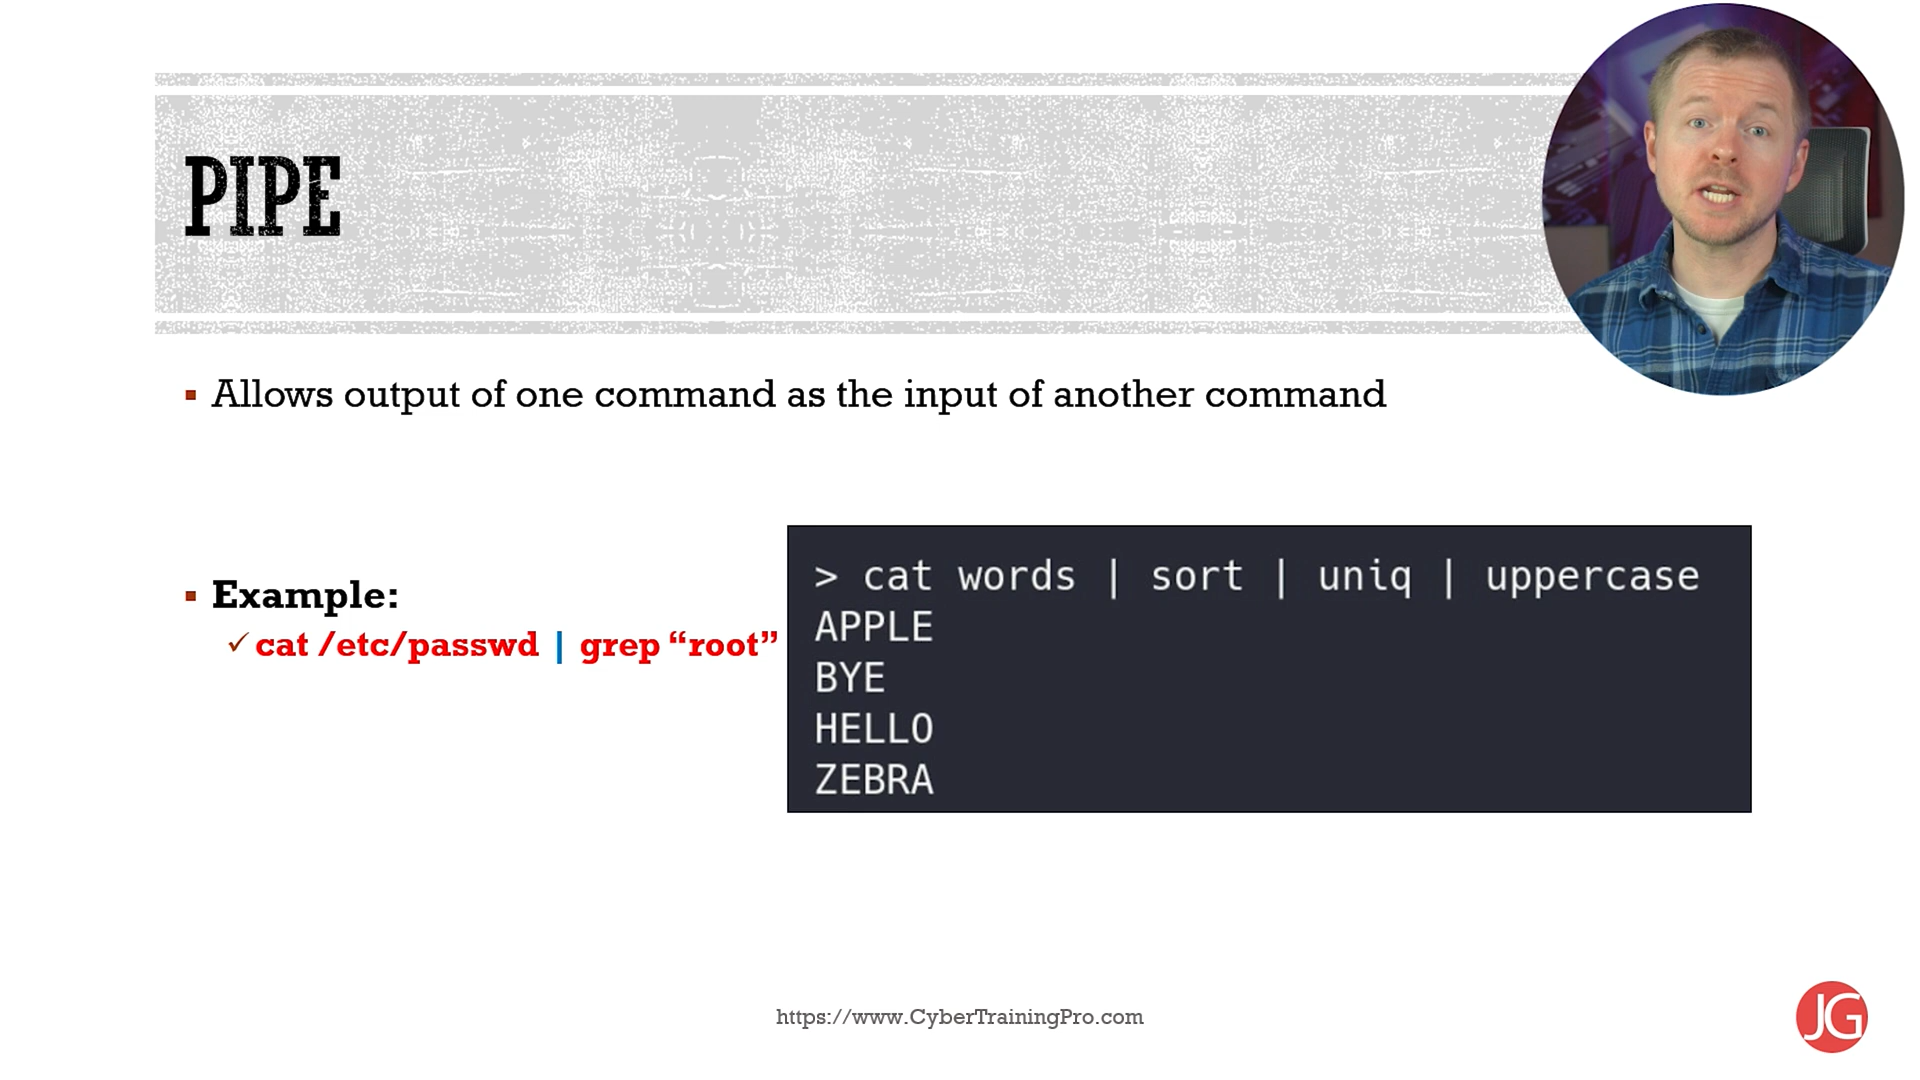 PIPE
Allows output of one command as the input of another command
Example:
cat /etc/passwd | grep “root”
> cat words | sort | uniq | uppercase
APPLE
BYE
HELLO
ZEBRA
https://www.CyberTrainingPro.com
JG